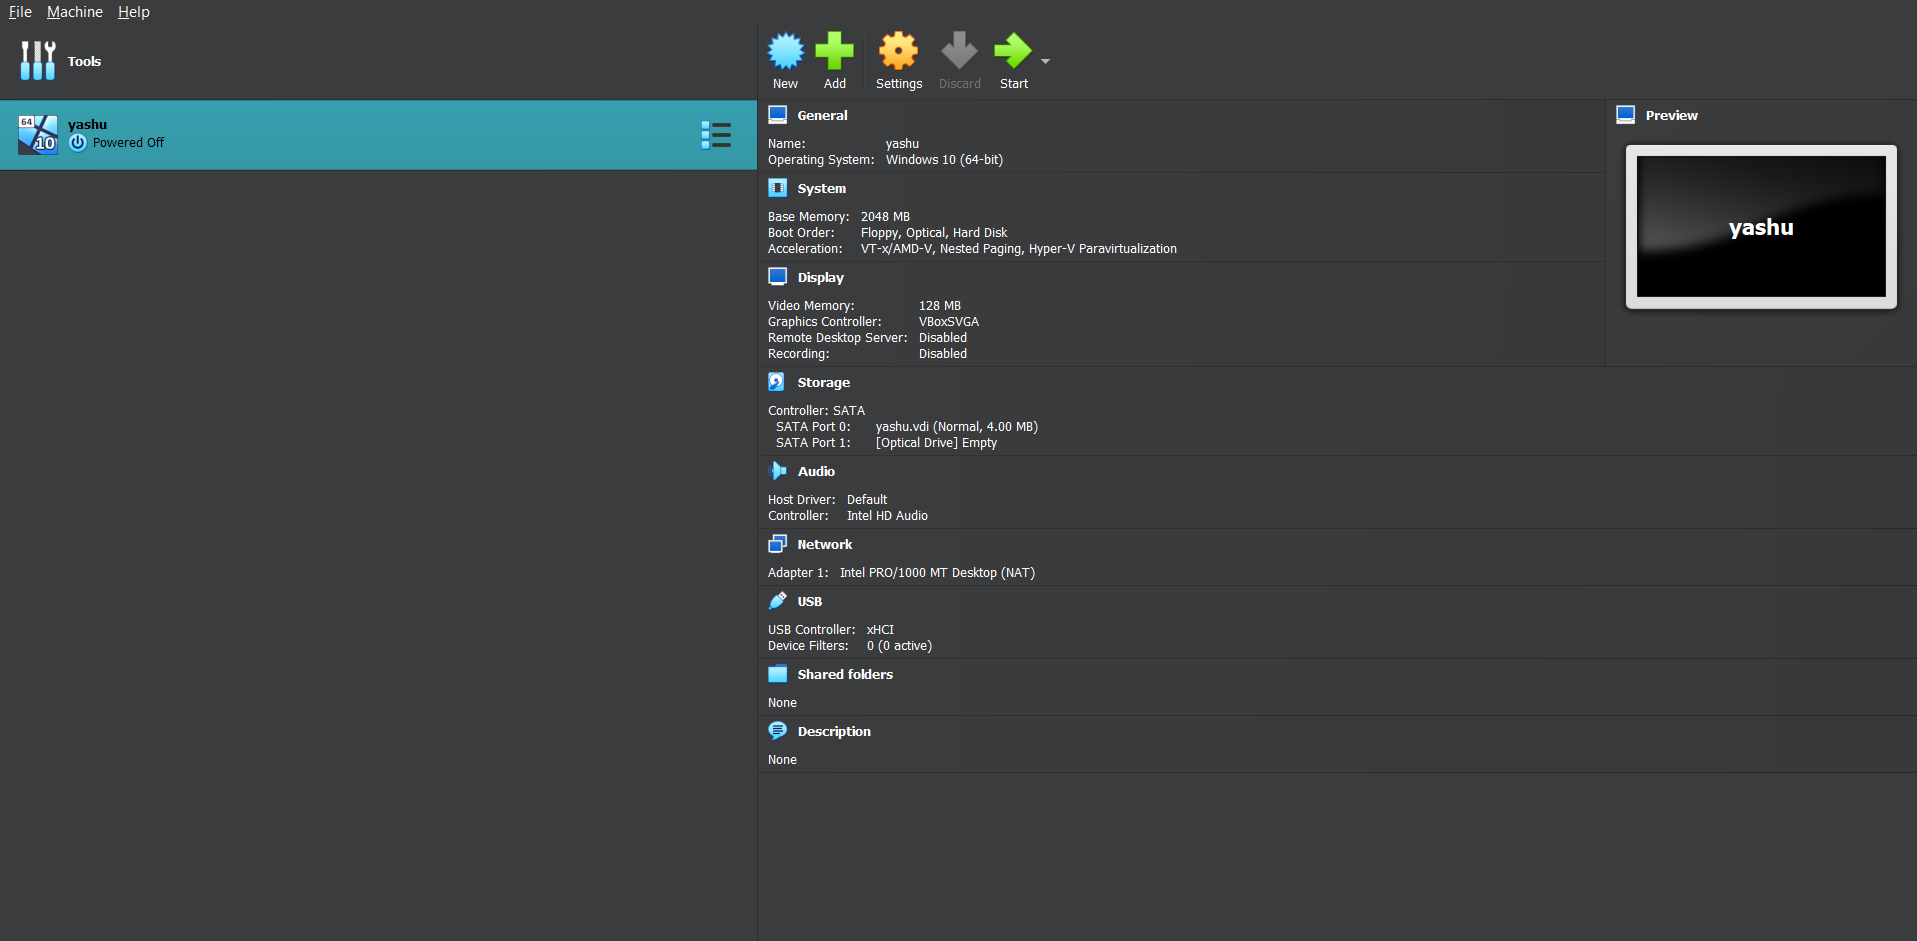 File Machine Help
Tools
64
10
yashu
Powered Off
New Add Settings Discard Start
General
Name: yashu
Operating System: Windows 10 (64-bit)
System
Base Memory: 2048 MB
Boot Order: Floppy, Optical, Hard Disk
Acceleration: VT-x/AMD-V, Nested Paging, Hyper-V Paravirtualization
Display
Video Memory: 128 MB
Graphics Controller: VBoxSVGA
Remote Desktop Server: Disabled
Recording: Disabled
Preview
yashu
Storage
Controller: SATA
SATA Port 0: yashu.vdi (Normal, 4.00 MB)
SATA Port 1: [Optical Drive] Empty
Audio
Host Driver: Default
Controller: Intel HD Audio
Network
Adapter 1: Intel PRO/1000 MT Desktop (NAT)
USB
USB Controller: xHCI
Device Filters: 0 (0 active)
Shared folders
None
Description
None